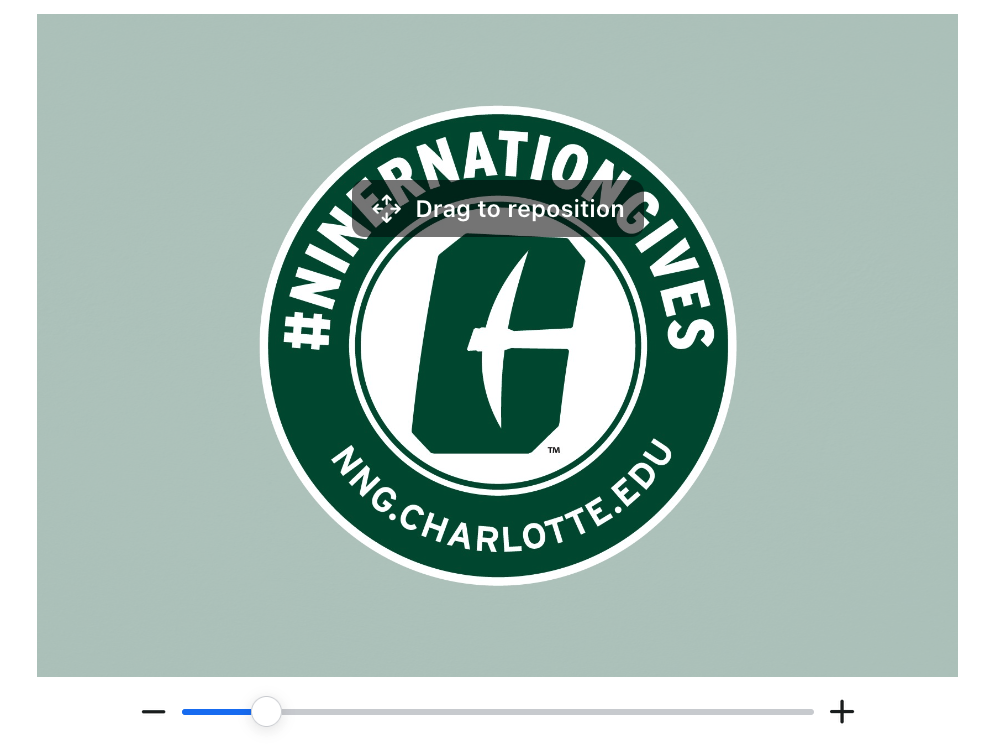 #NINERNATIONGIVES
Drag to reposition
TM
NNG.CHARLOTTE.EDU